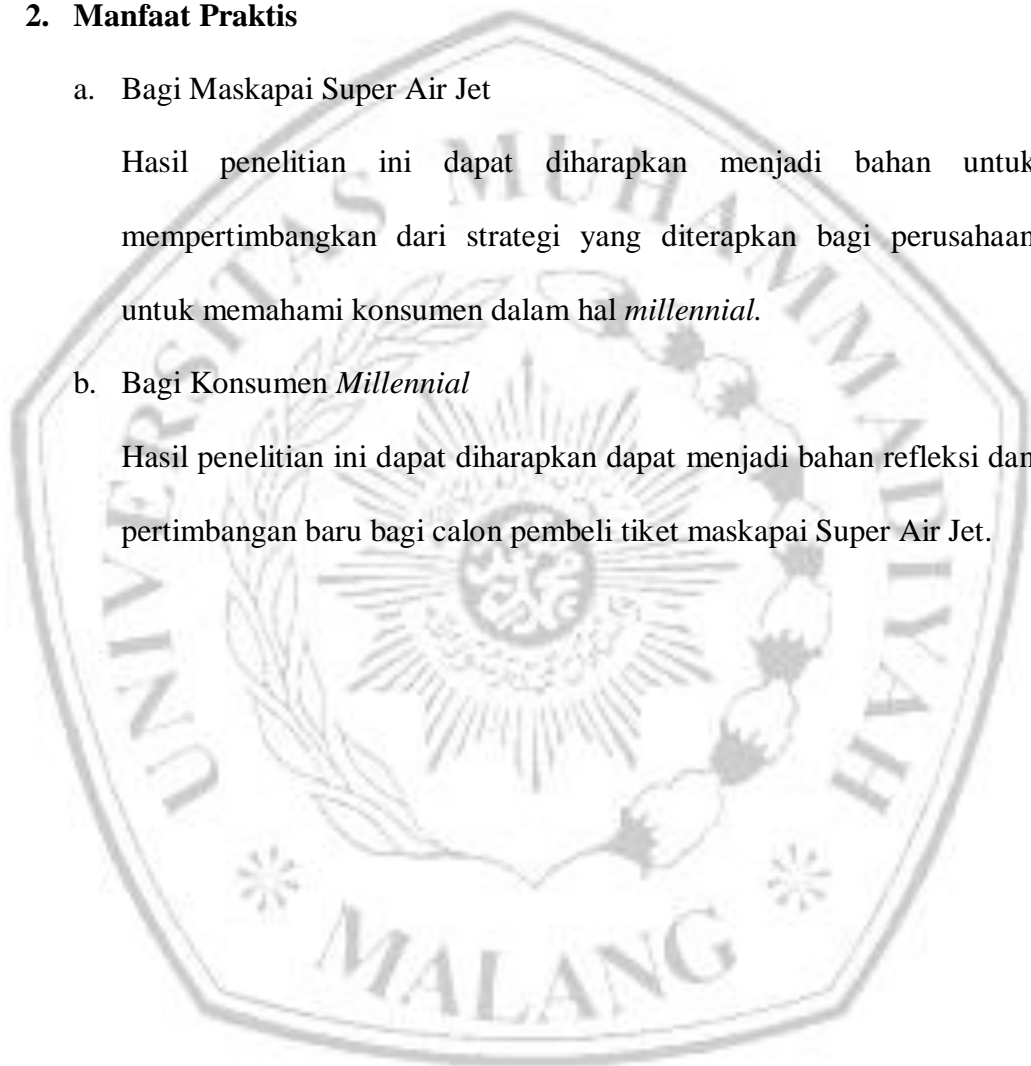 2. Manfaat Praktis
a. Bagi Maskapai Super Air Jet
Hasil penelitian ini dapat diharapkan menjadi bahan untuk
mempertimbangkan dari strategi yang diterapkan bagi perusahaan
untuk memahami konsumen dalam hal millennial.
b. Bagi Konsumen Millennial
Hasil penelitian ini dapat diharapkan dapat menjadi bahan refleksi dan
pertimbangan baru bagi calon pembeli tiket maskapai Super Air Jet.
UNIVERSITAS MUHAMMADIYAH
MALANG